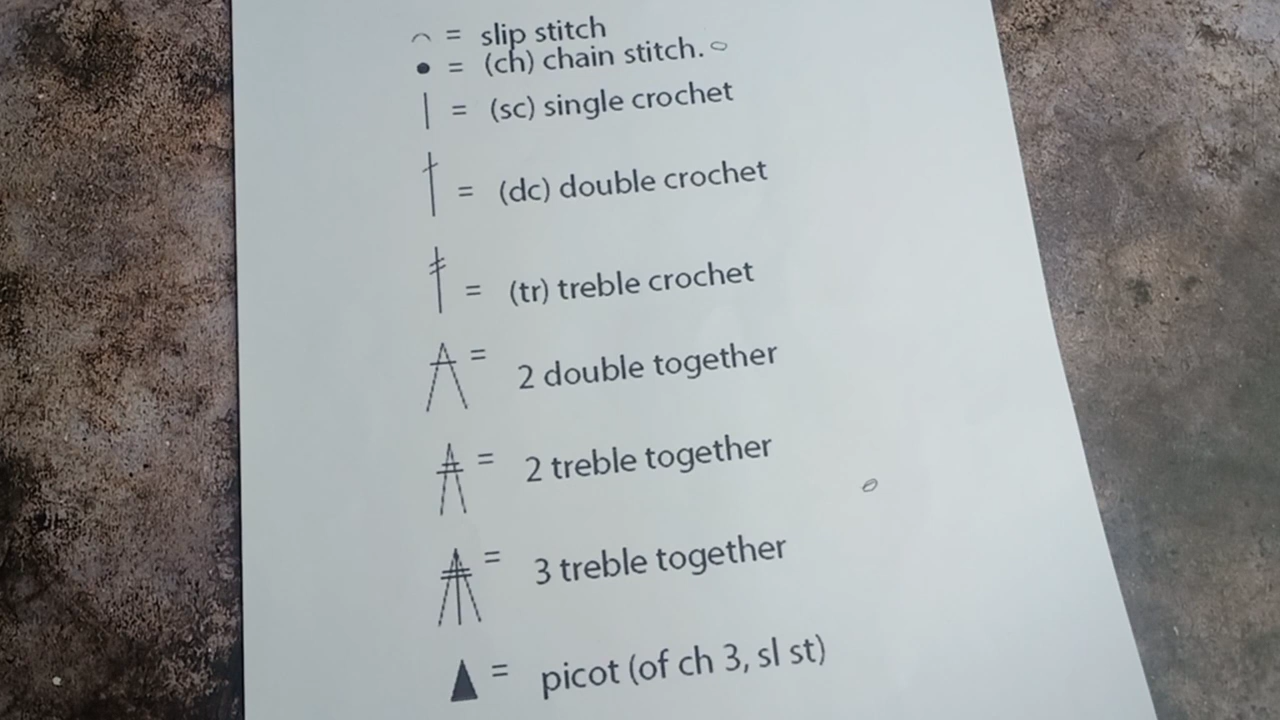 = slip stitch
= (ch) chain stitch.
= (sc) single crochet
= (dc) double crochet
= (tr) treble crochet
= 2 double together
= 2 treble together
= 3 treble together
= picot (of ch 3, sl st)